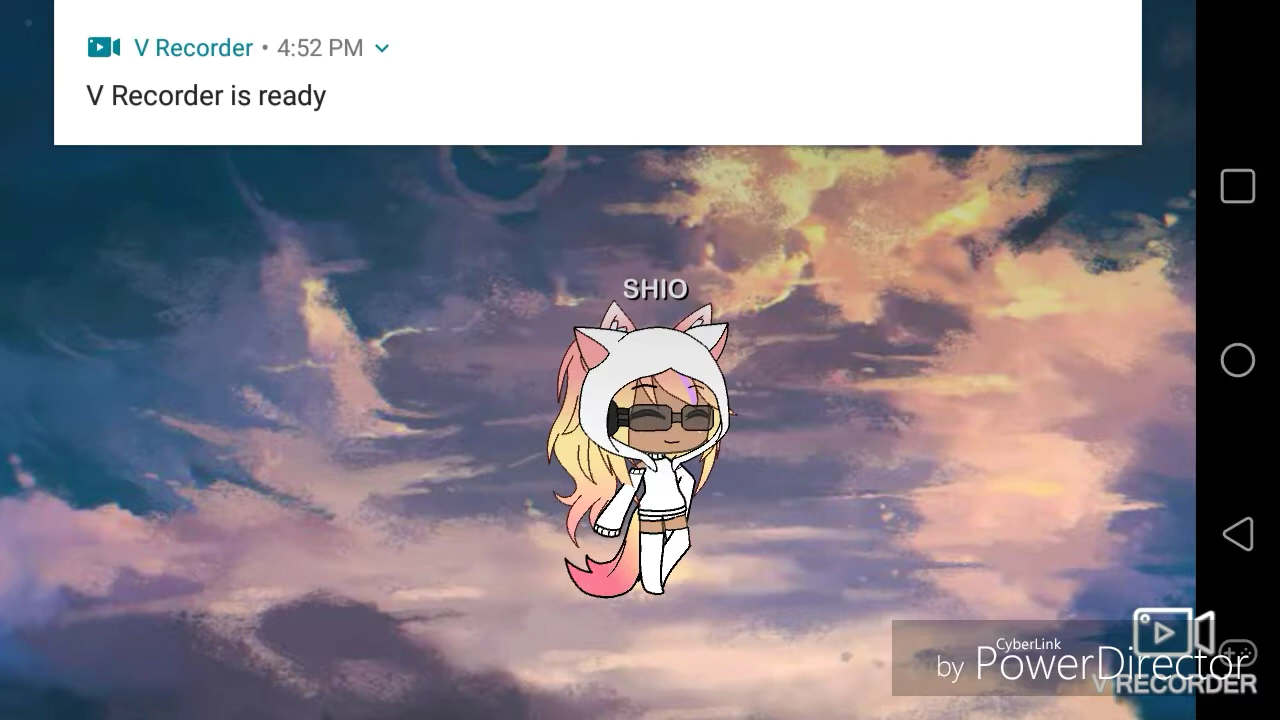 V Recorder • 4:52 PM
V Recorder is ready
SHIO
CyberLink
by PowerDirector
V RECORDER